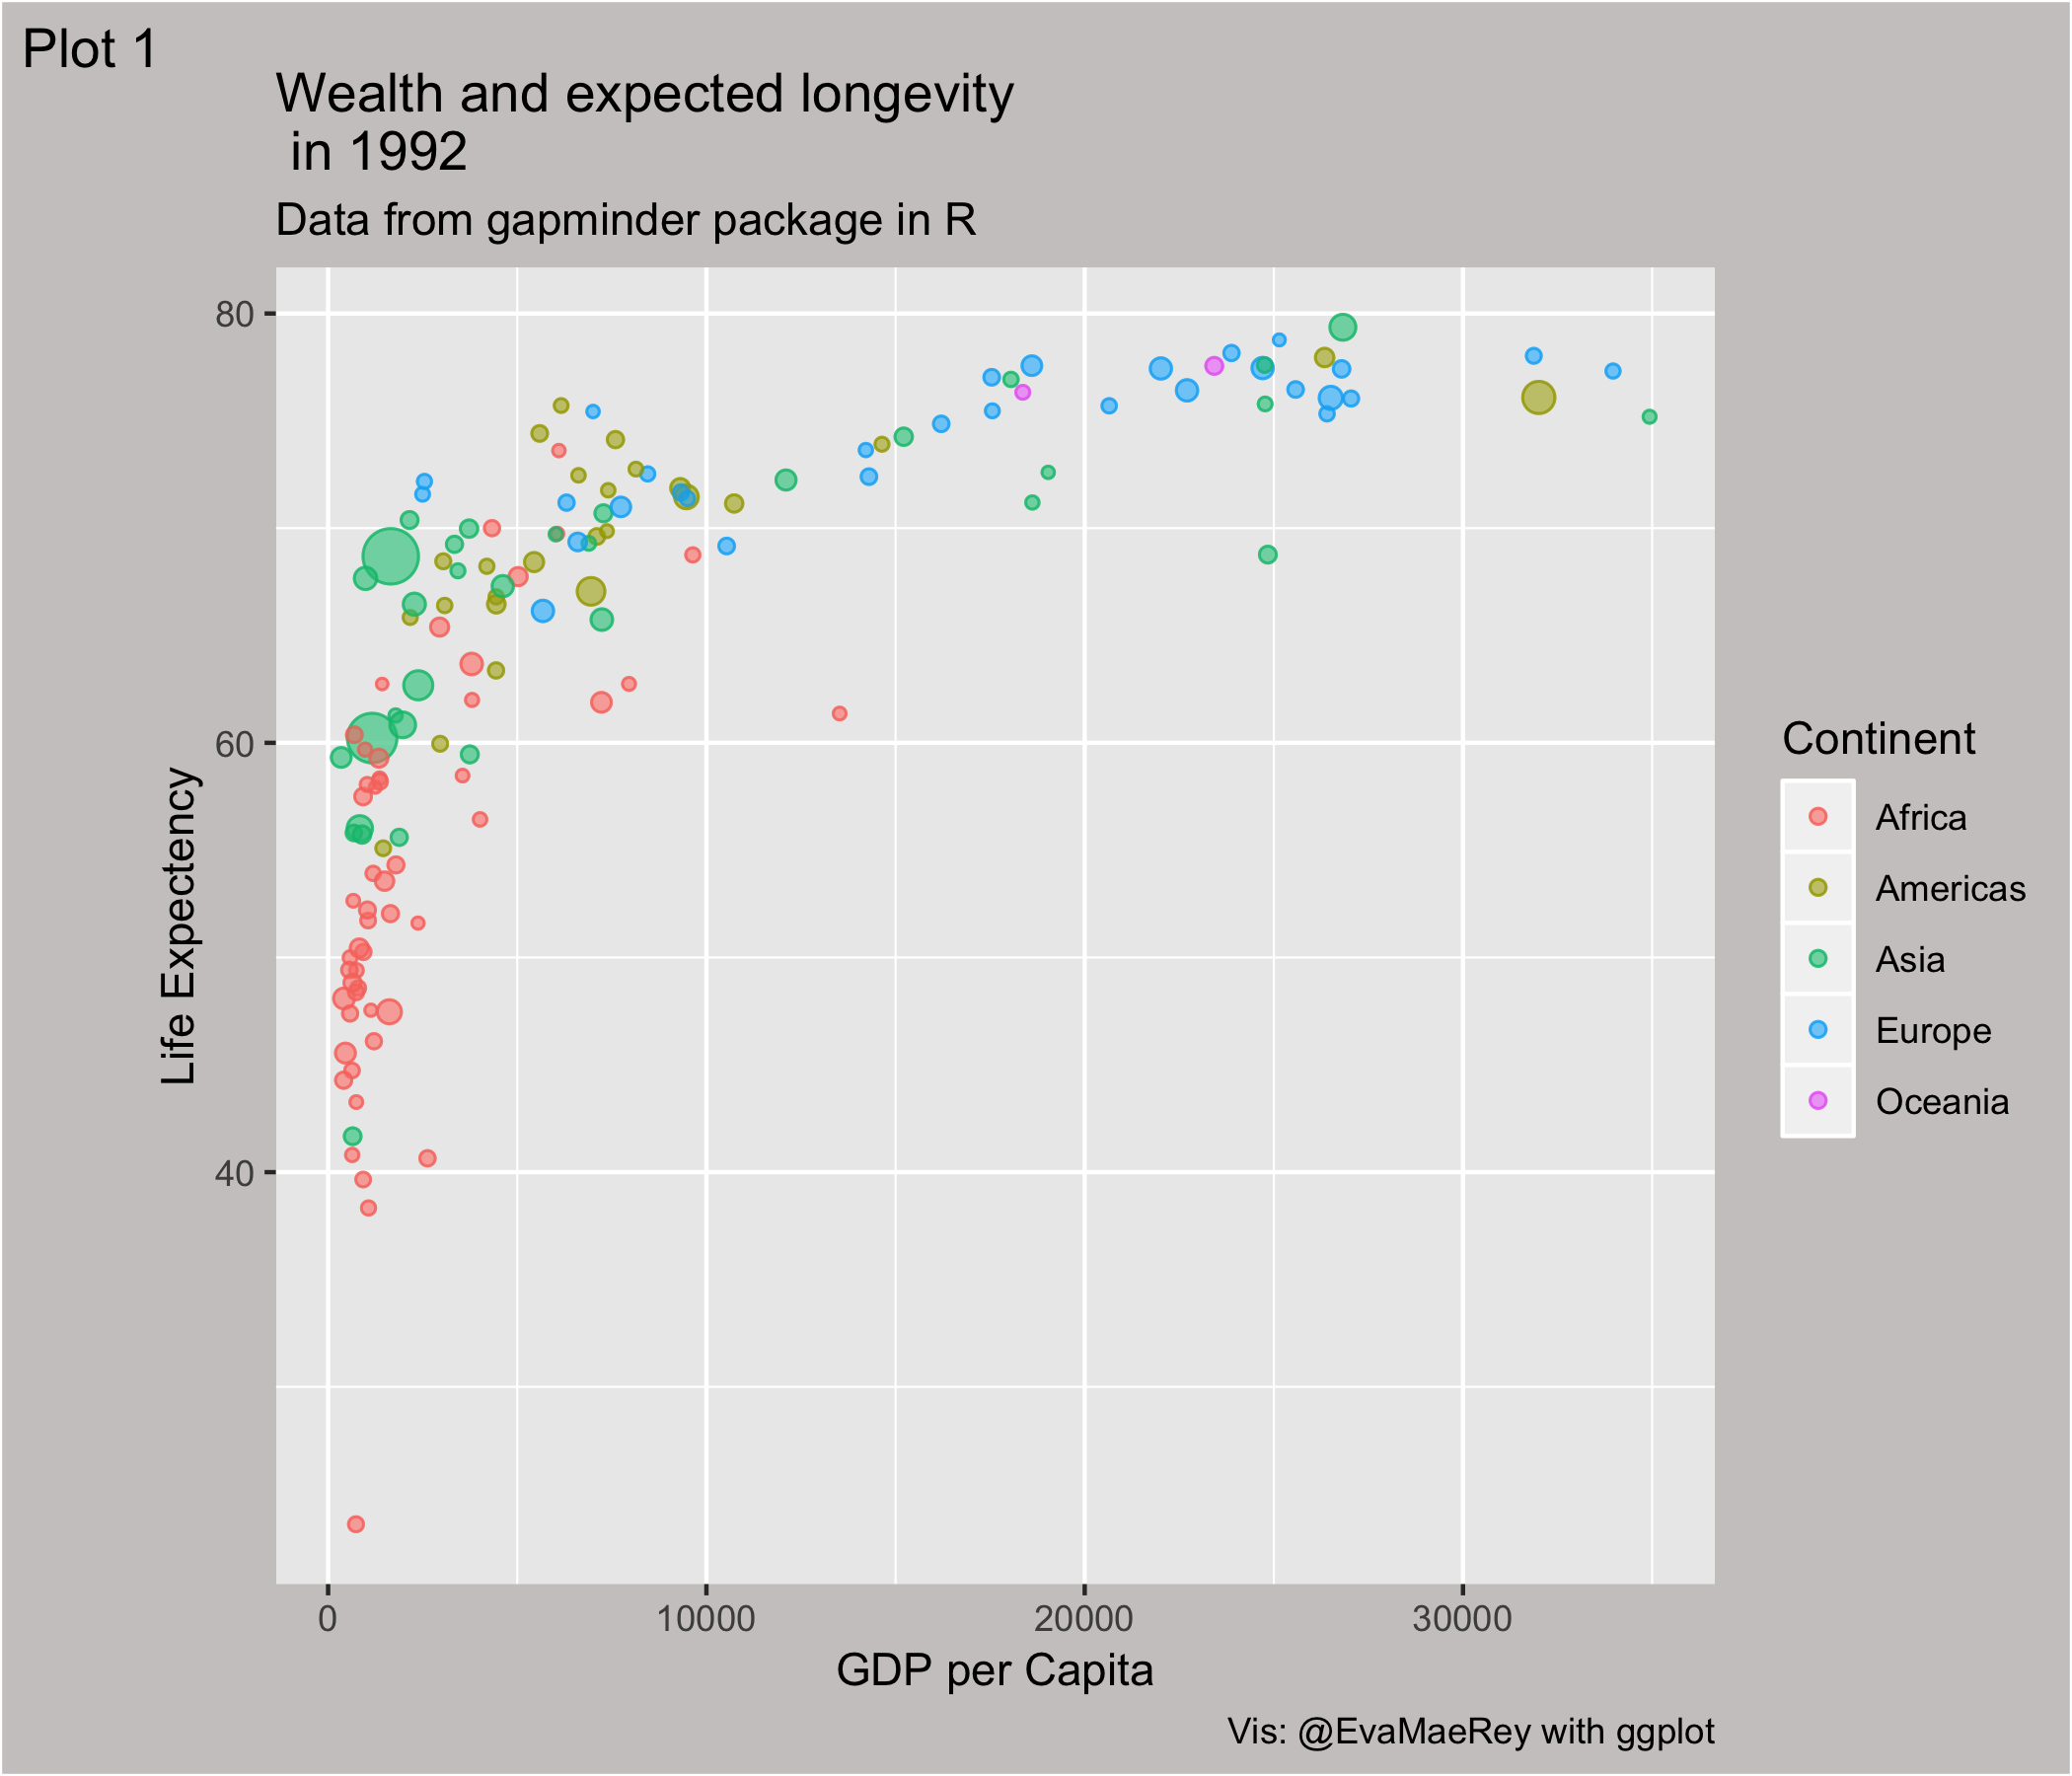 Plot 1
Wealth and expected longevity
in 1992
Data from gapminder package in R
80
60
40
Life Expectency
0 10000 20000 30000
GDP per Capita
Continent
Africa
Americas
Asia
Europe
Oceania
Vis: @EvaMaeRey with ggplot